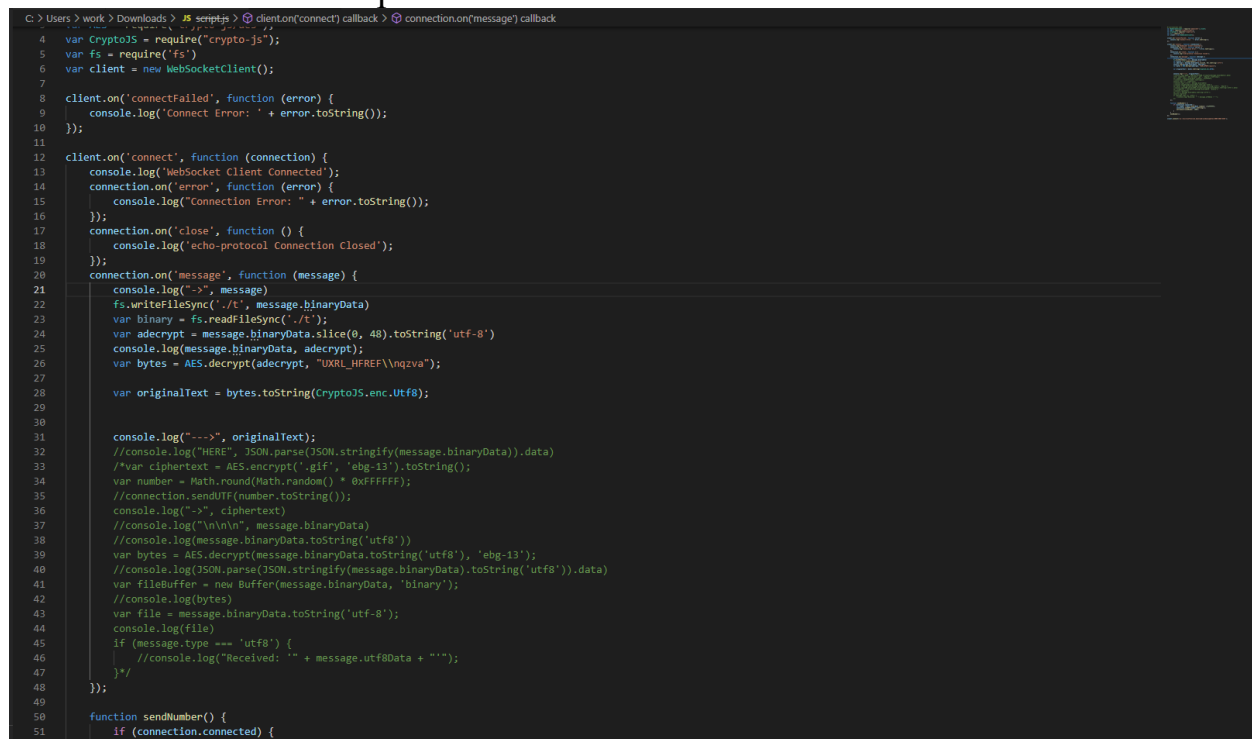 C: > Users > work > Downloads > JS script.js > client.on('connect') callback > connection.on('message') callback
4 var CryptoJS = require("crypto-js");
5 var fs = require('fs')
6 var client = new WebSocketClient();
7
8 client.on('connectFailed', function (error) {
9     console.log('Connect Error: ' + error.toString());
10 });
11
12 client.on('connect', function (connection) {
13     console.log('WebSocket Client Connected');
14     connection.on('error', function (error) {
15         console.log("Connection Error: " + error.toString());
16     });
17     connection.on('close', function () {
18         console.log('echo-protocol Connection Closed');
19     });
20     connection.on('message', function (message) {
21         console.log("->", message)
22         fs.writeFileSync('./t', message.binaryData)
23         var binary = fs.readFileSync('./t');
24         var adecrypt = message.binaryData.slice(0, 48).toString('utf-8')
25         console.log(message.binaryData, adecrypt);
26         var bytes = AES.decrypt(adecrypt, "UXRL_HFREF\\nqzva");
27
28         var originalText = bytes.toString(CryptoJS.enc.Utf8);
29
30
31         console.log("--->", originalText);
32         //console.log("HERE", JSON.parse(JSON.stringify(message.binaryData)).data)
33         /*var ciphertext = AES.encrypt('.gif', 'ebg-13').toString();
34         var number = Math.round(Math.random() * 0xFFFFFF);
35         //connection.sendUTF(number.toString());
36         console.log("->", ciphertext)
37         //console.log("\n\n\n", message.binaryData)
38         //console.log(message.binaryData.toString('utf8'))
39         var bytes = AES.decrypt(message.binaryData.toString('utf8'), 'ebg-13');
40         //console.log(JSON.parse(JSON.stringify(message.binaryData).toString('utf8')).data)
41         var fileBuffer = new Buffer(message.binaryData, 'binary');
42         //console.log(bytes)
43         var file = message.binaryData.toString('utf-8');
44         console.log(file)
45         if (message.type === 'utf8') {
46             //console.log("Received: '" + message.utf8Data + "'");
47         }*/
48     });
49
50     function sendNumber() {
51         if (connection.connected) {